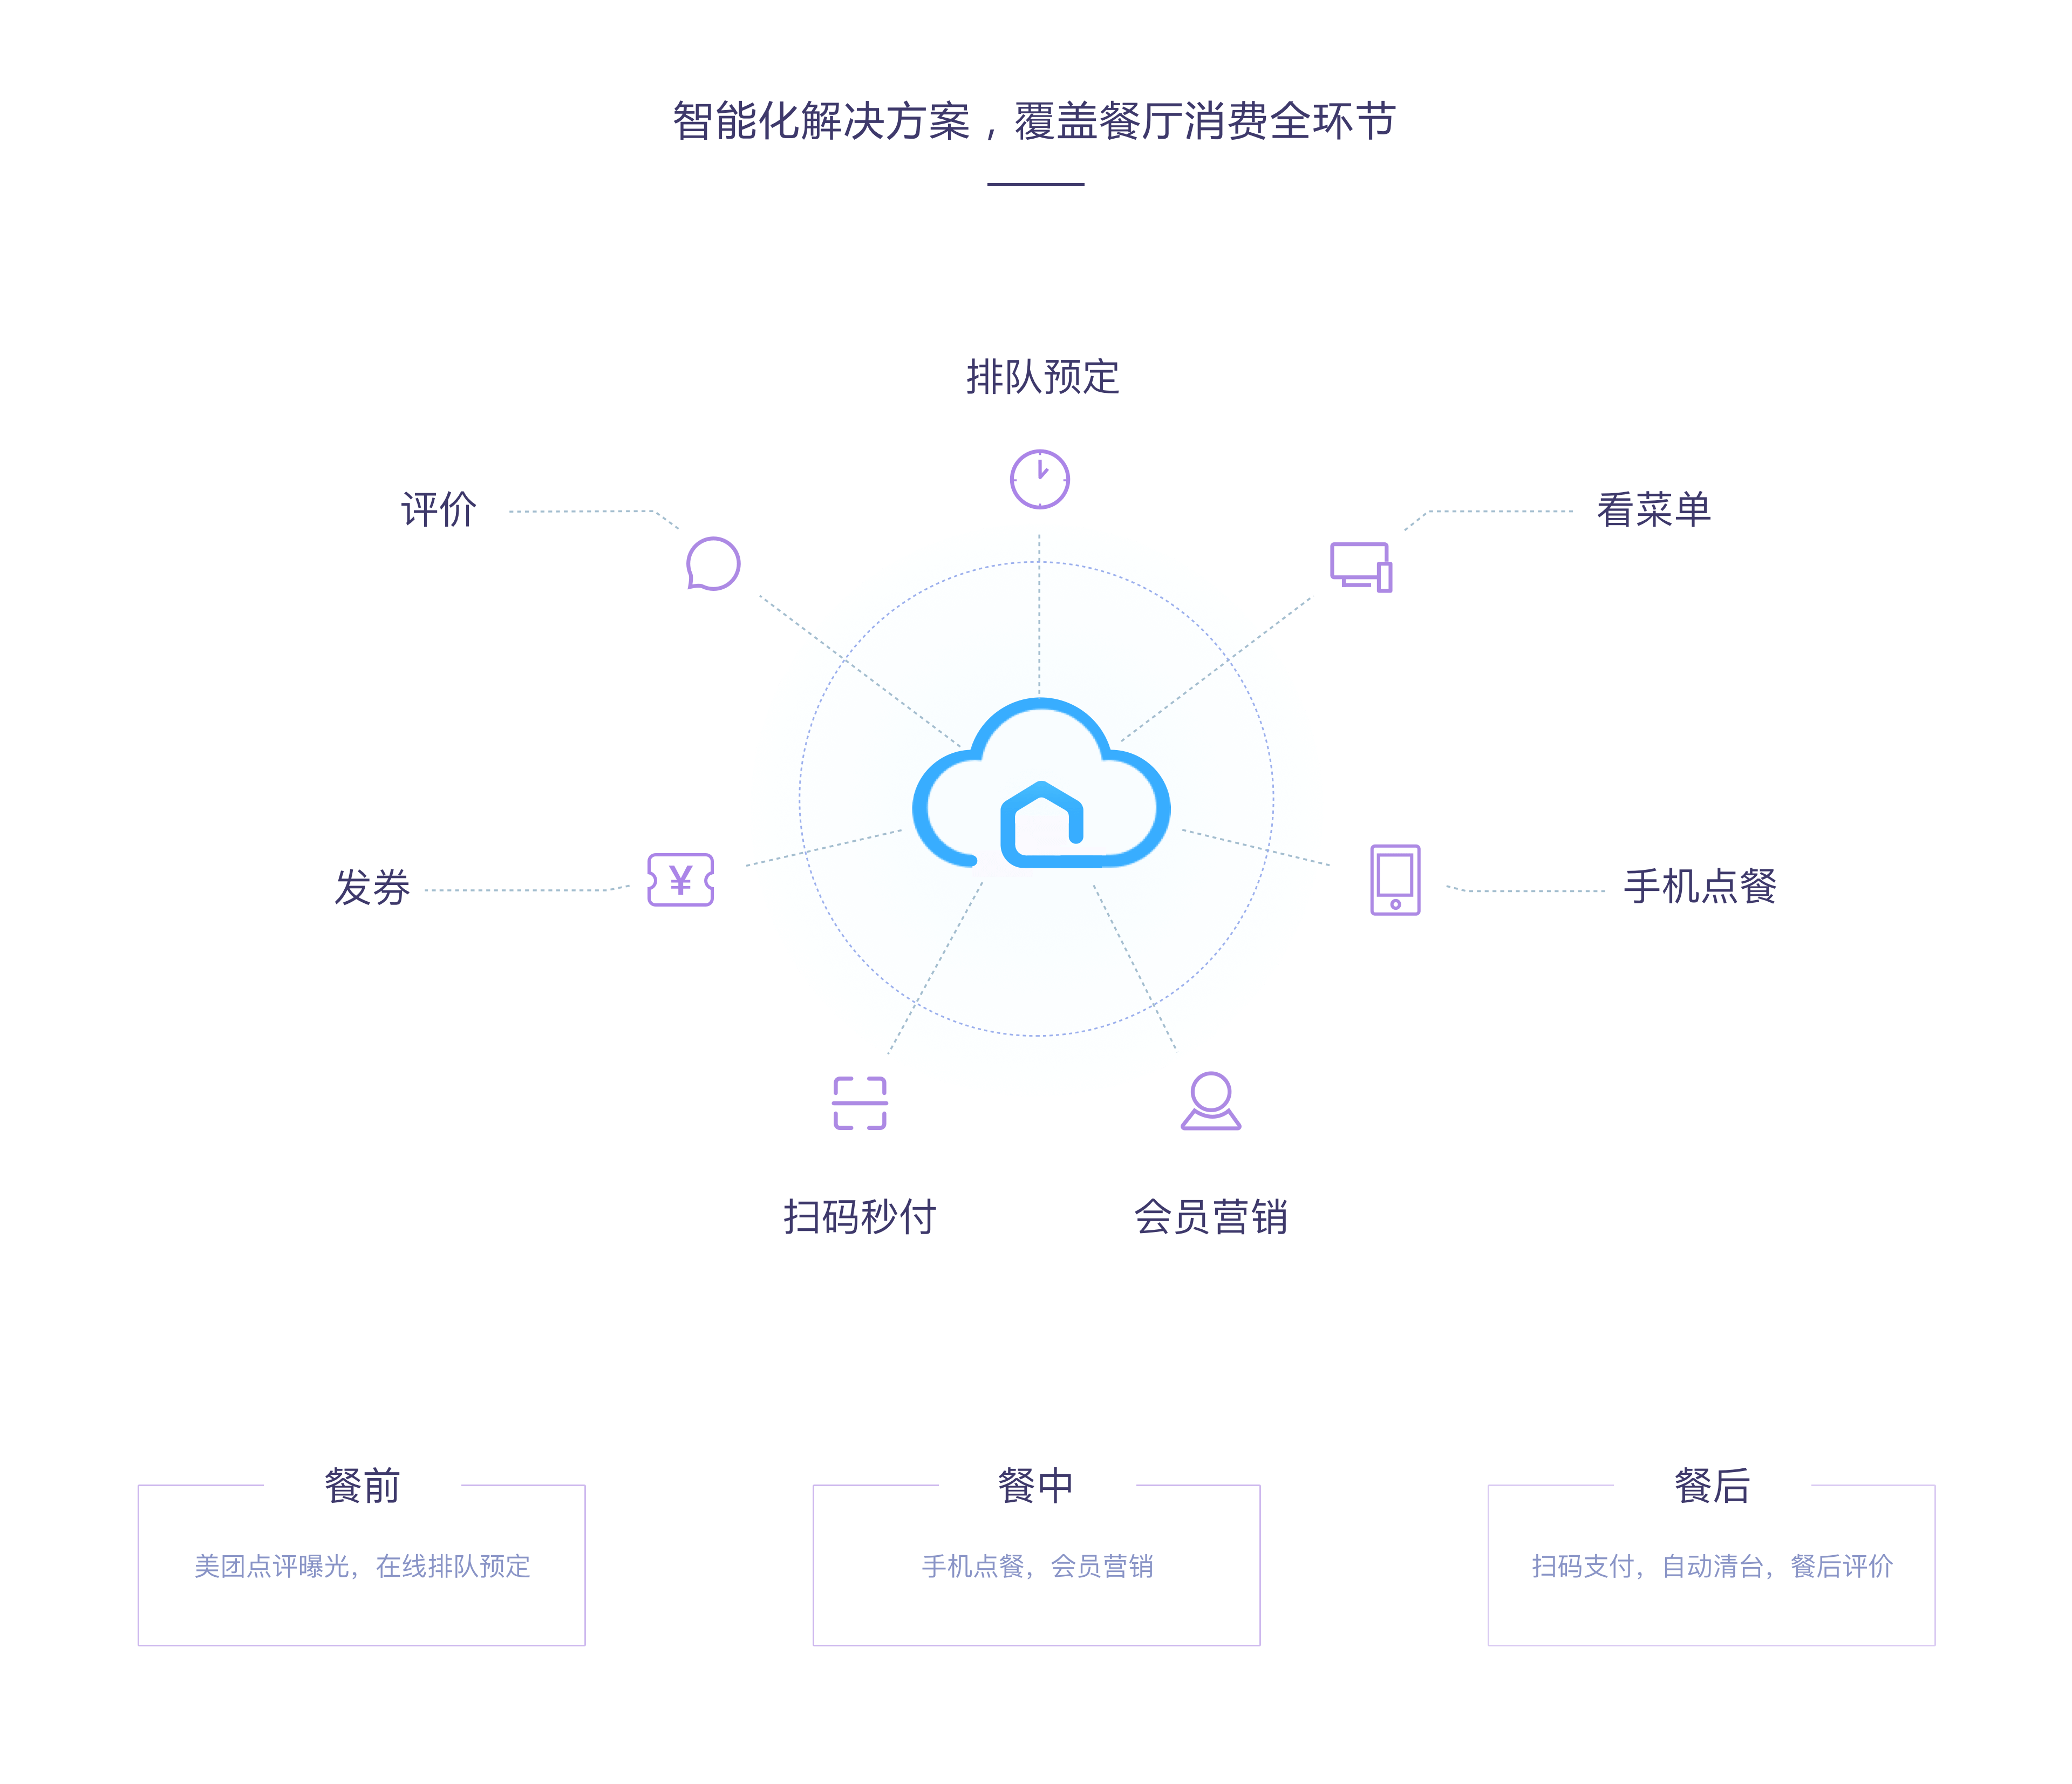 智能化解决方案，覆盖餐厅消费全环节
排队预定
评价
看菜单
¥
发券
手机点餐
扫码秒付
会员营销
餐前
美团点评曝光，在线排队预定
餐中
手机点餐，会员营销
餐后
扫码支付，自动清台，餐后评价